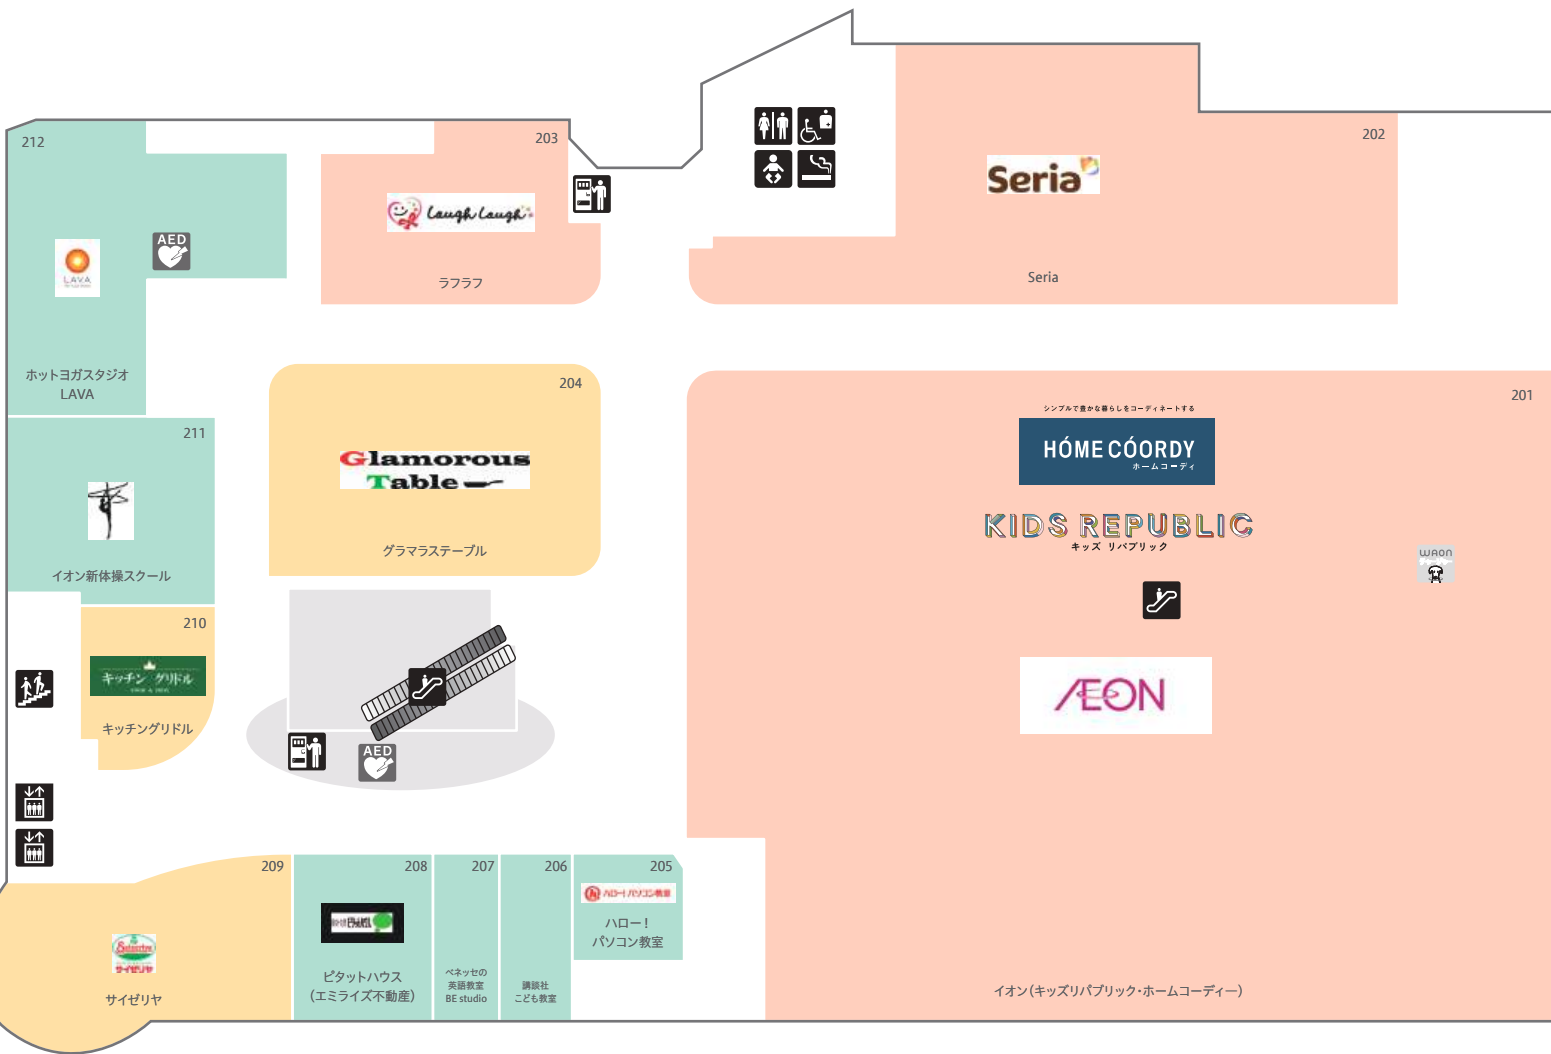 212
203
202
Seria
Laugh Laugh
AED
LAVA
ラフラフ
Seria
ホットヨガスタジオ
LAVA
204
201
シンプルで豊かな暮らしをコーディネートする
HÓME CÓORDY
ホームコーディ
211
Glamorous
Table
KIDS REPUBLIC
キッズ リパブリック
グラマラステーブル
WAON
イオン新体操スクール
210
キッチン グリドル
キッチングリドル
ÆON
AED
209
208
207
206
205
ハロー!パソコン教室
ハロー!
パソコン教室
サイゼリヤ
サイゼリヤ
ピタットハウス
(エミライズ不動産)
ベネッセの
英語教室
BE studio
講談社
こども教室
イオン(キッズリパブリック・ホームコーディー)